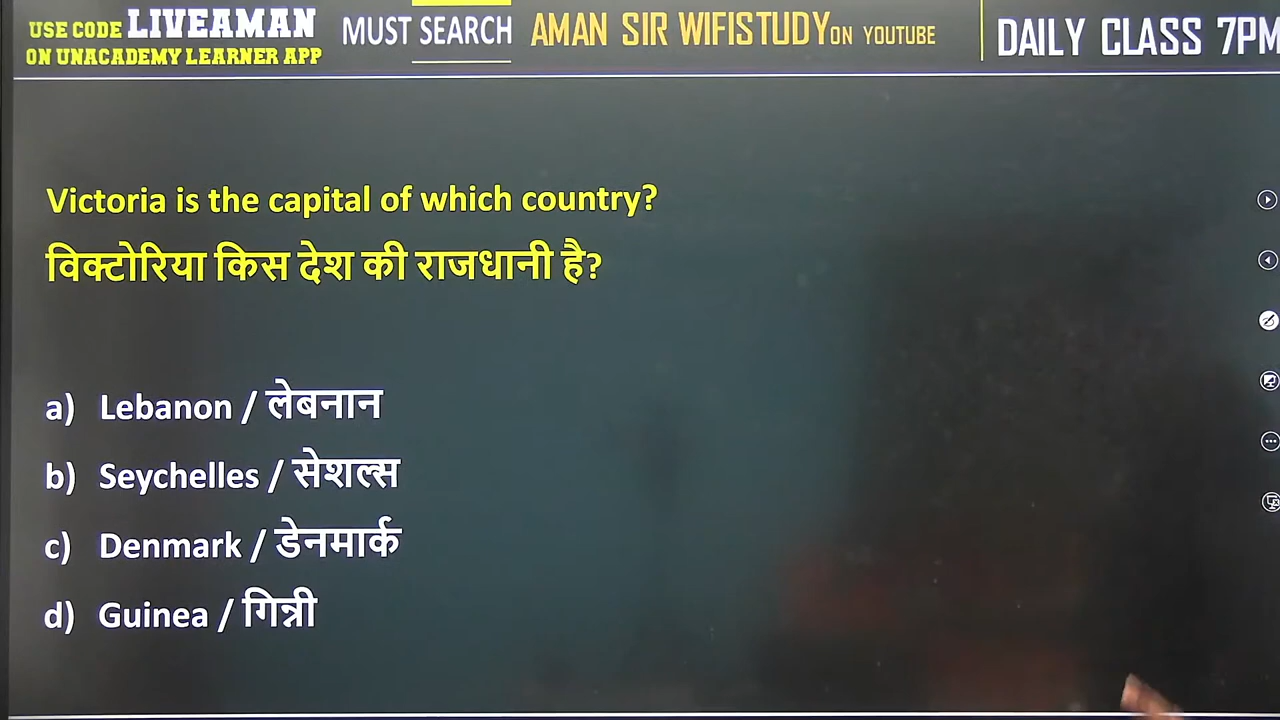 USE CODE LIVEAMAN
ON UNACADEMY LEARNER APP
MUST SEARCH
AMAN SIR WIFISTUDY ON YOUTUBE
DAILY CLASS 7PM
Victoria is the capital of which country?
विक्टोरिया किस देश की राजधानी है?
a) Lebanon / लेबनान
b) Seychelles / सेशल्स
c) Denmark / डेनमार्क
d) Guinea / गिन्नी